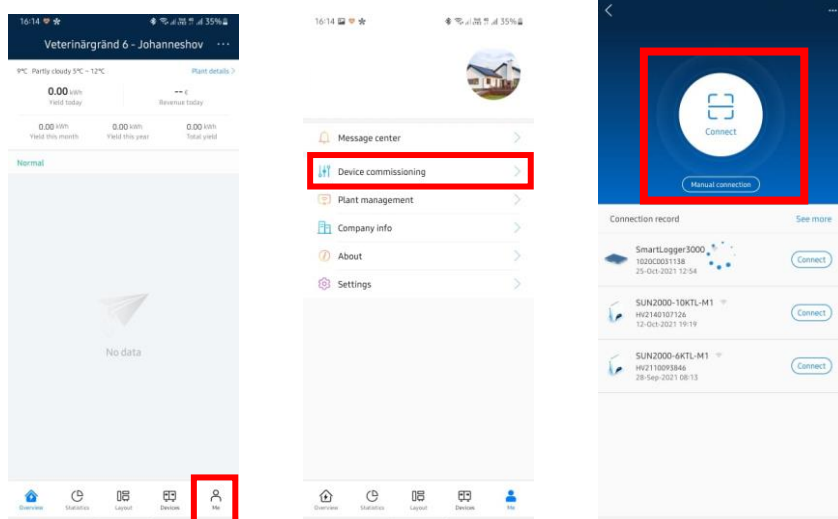 16:14 35%
Veterinärgränd 6 - Johanneshov ...
9℃ Partly cloudy 5℃ ~ 12℃ Plant details >
0.00 kWh -- €
Yield today Revenue today
0.00 kWh 0.00 kWh 0.00 kWh
Yield this month Yield this year Total yield
Normal
No data
Overview Statistics Layout Devices Me
16:14 35%
Message center >
Device commissioning >
Plant management >
Company info >
About >
Settings >
Overview Statistics Layout Devices Me
< ...
Connect
Manual connection
Connection record See more
SmartLogger3000
1020C0031138 Connect
25-Oct-2021 12:54
SUN2000-10KTL-M1
HV2140107126 Connect
12-Oct-2021 19:19
SUN2000-6KTL-M1
HV2110093846 Connect
28-Sep-2021 08:13